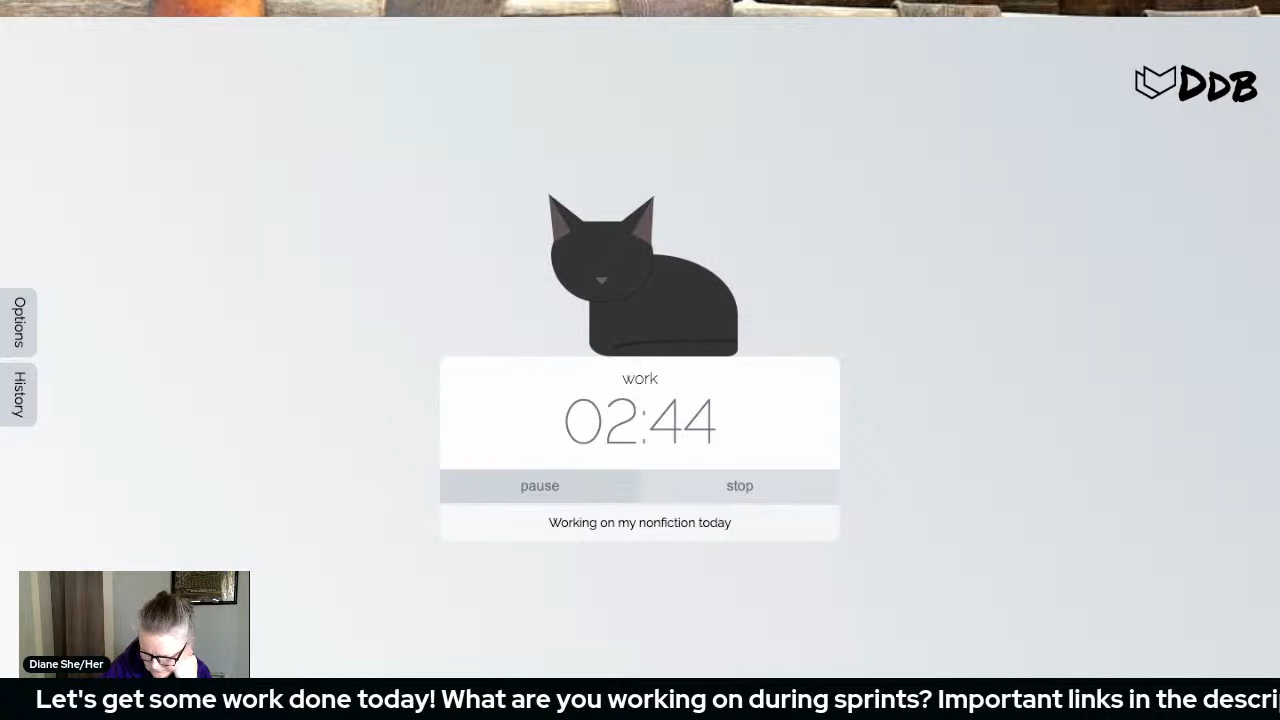 DDB
Options
History
work
02:44
pause
stop
Working on my nonfiction today
Diane She/Her
Let's get some work done today! What are you working on during sprints? Important links in the descri